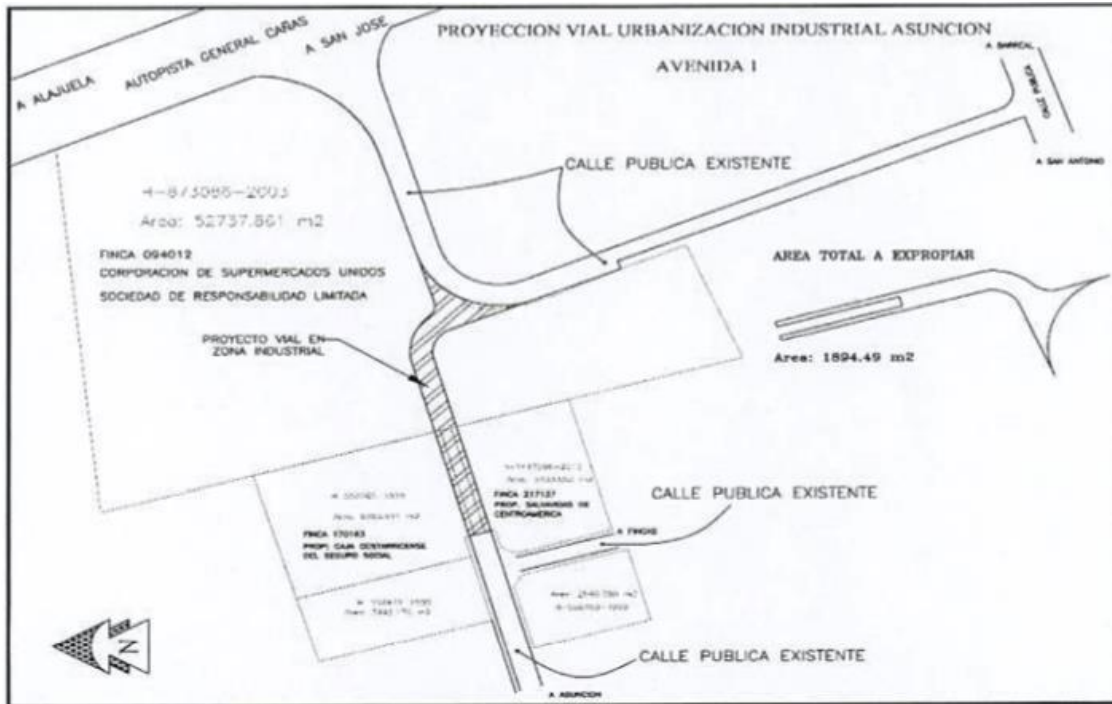 PROYECCION VIAL URBANIZACIÓN INDUSTRIAL ASUNCION
AVENIDA 1
A ALAJUELA
AUTOPISTA GENERAL CAÑAS
A SAN JOSE
A BARREAL
CALLE PUBLICA
A SAN ANTONIO
CALLE PUBLICA EXISTENTE
Area: 52737.861 m2
FINCA 094012
CORPORACION DE SUPERMERCADOS UNIDOS
SOCIEDAD DE RESPONSABILIDAD LIMITADA
AREA TOTAL A EXPROPIAR
Area: 1894.49 m2
PROYECTO VIAL EN
ZONA INDUSTRIAL
FINCA 217127
CENTROAMERICA
FINCA 170183
PROP: CAJA COSTARRICENSE
DEL SEGURO SOCIAL
CALLE PUBLICA EXISTENTE
A FINCAS
CALLE PUBLICA EXISTENTE
A ASUNCION
N